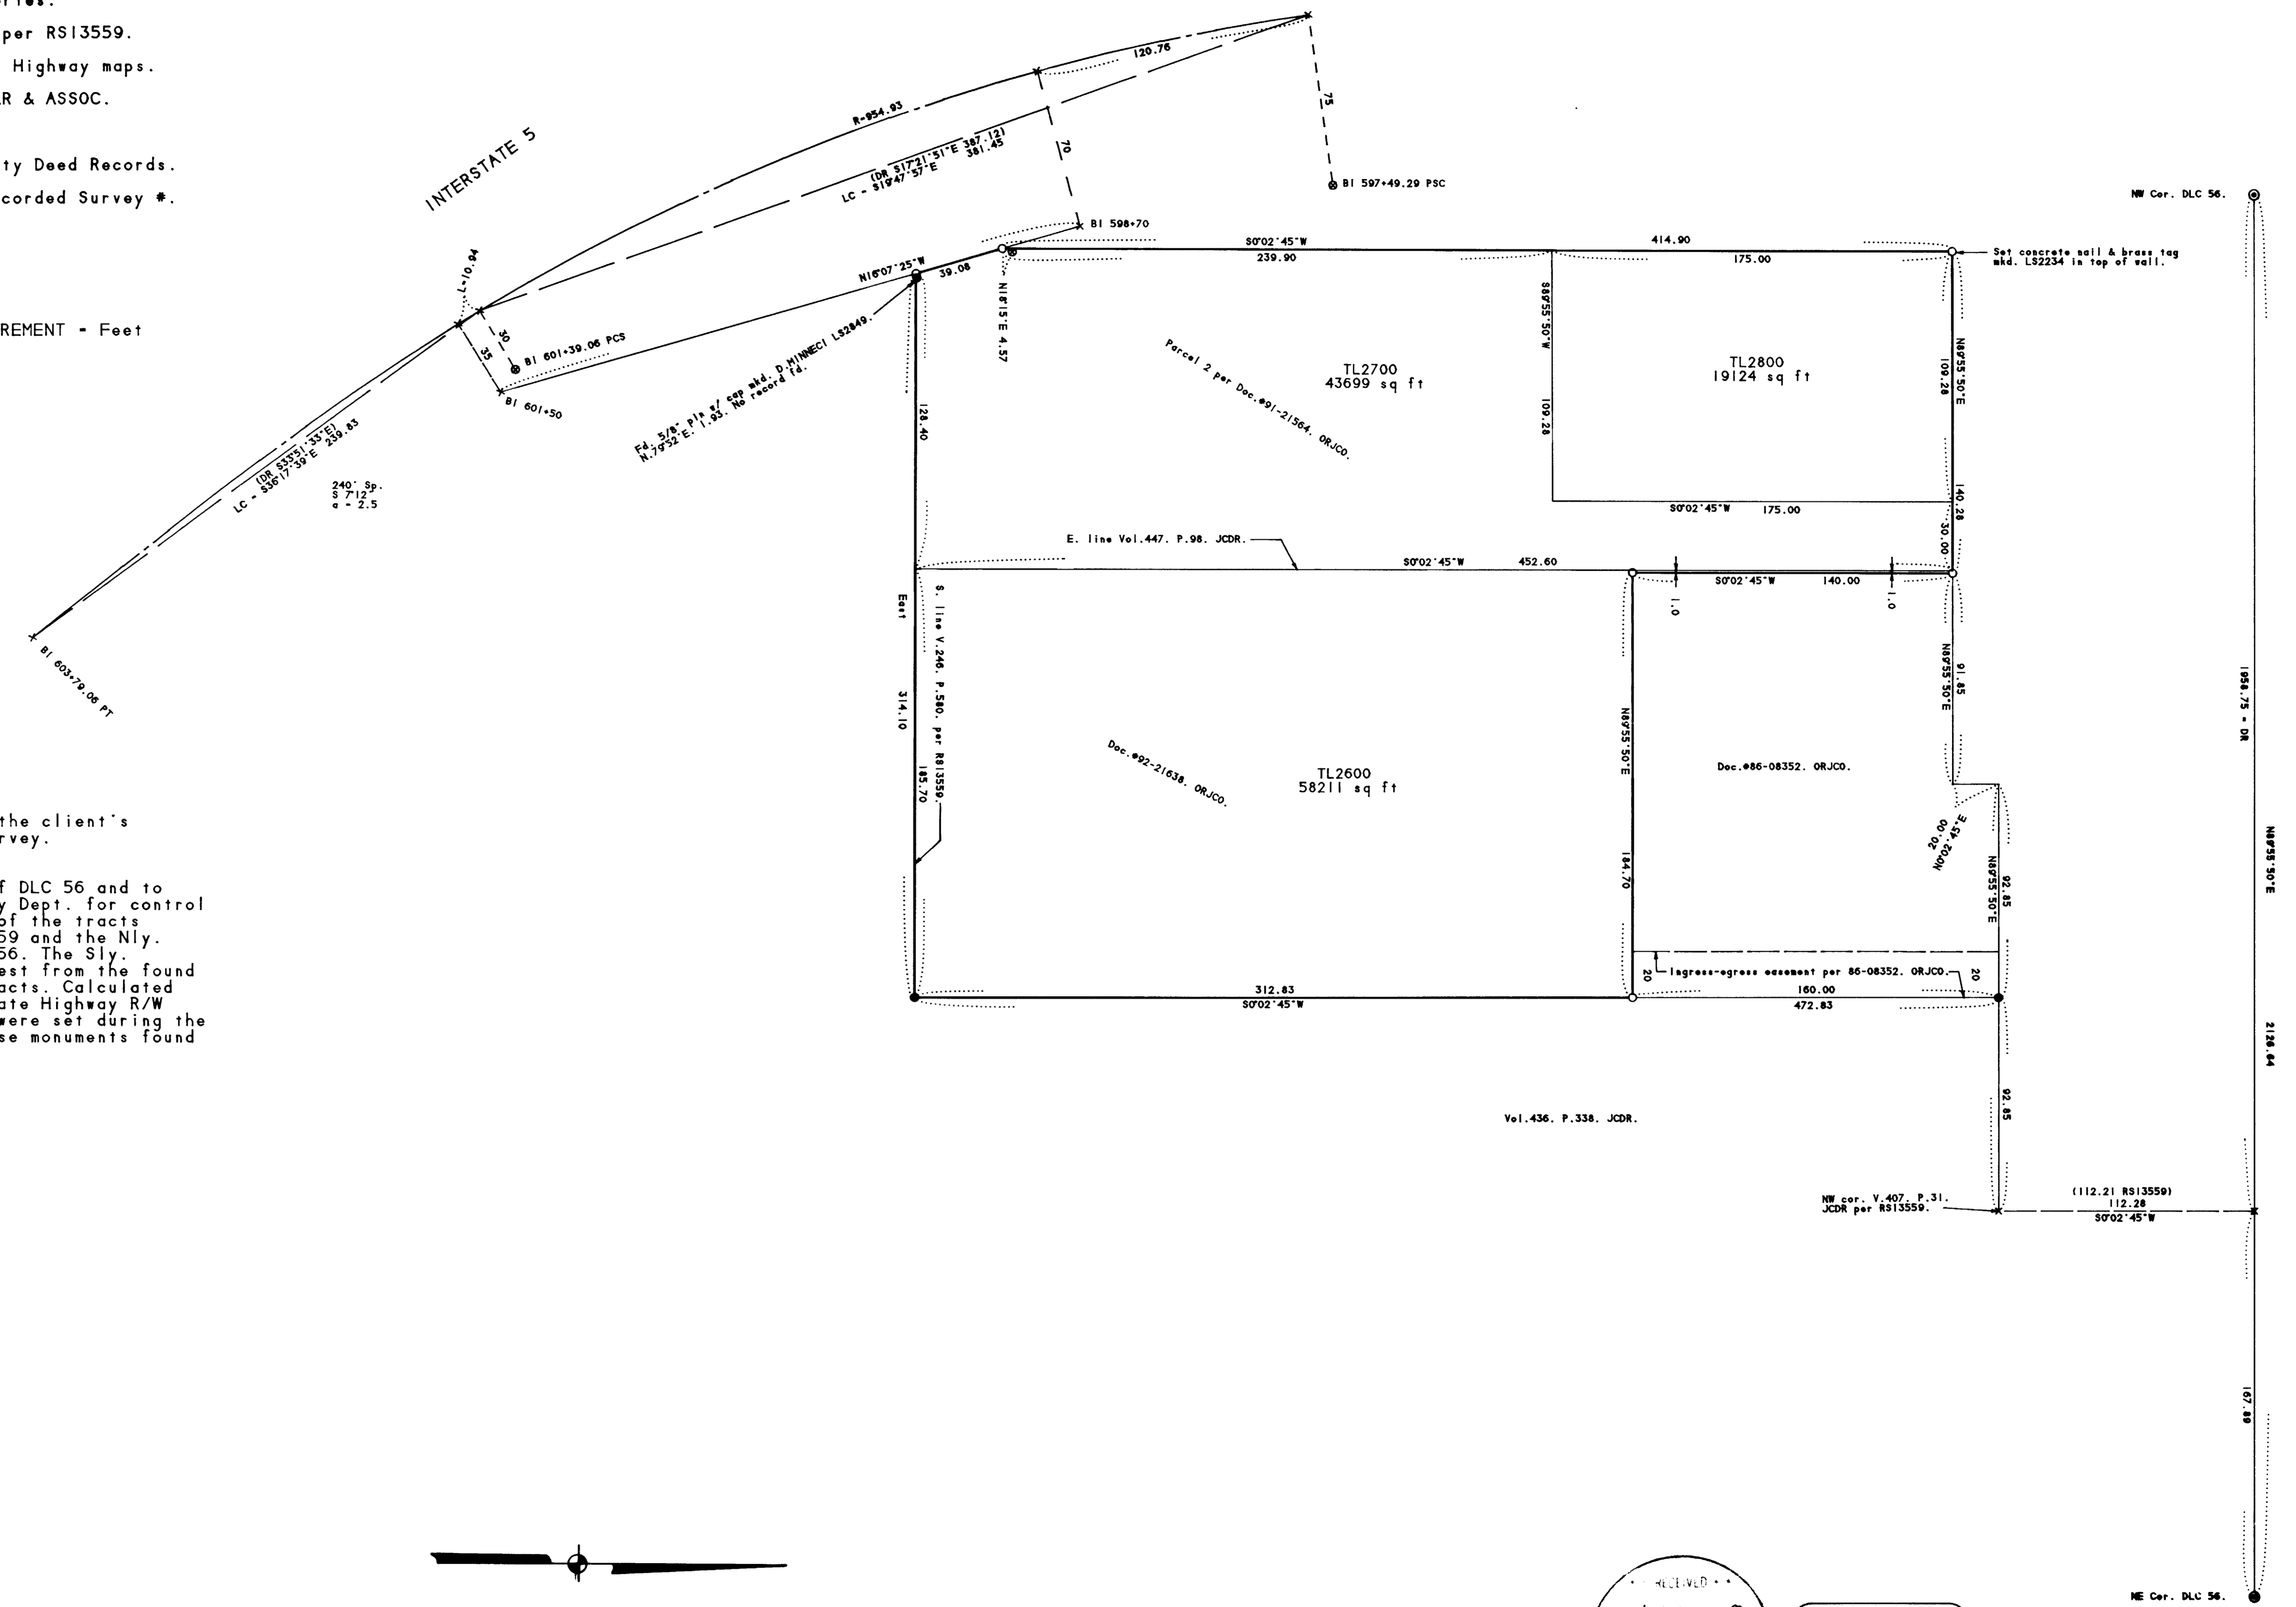 per RS13559.
Highway maps.
R & ASSOC.
ty Deed Records.
corded Survey #.
REMENT - Feet
the client's
rvey.
f DLC 56 and to
y Dept. for control
of the tracts
59 and the Nly.
56. The Sly.
est from the found
acts. Calculated
ate Highway R/W
were set during the
se monuments found
INTERSTATE 5
120.76
R=954.93
(DR S17°21'51"E 387.12)
LC = S19°47'57"E 381.45
70
75
BI 597+49.29 PSC
BI 598+70
L=10.94
30
35
BI 601+39.06 PCS
BI 601+50
N16°07'25"W 39.08
N18°15'E 4.57
(DR S33°51'33"E)
LC = S36°17'39"E 239.83
240' Sp.
S 7°12'
a = 2.5
BI 603+79.06 PT
Fd. 5/8" pin w/ cap mkd. D.MINNECI LS2849.
N.79°52'E. 1.93. No record fd.
S0°02'45"W
414.90
239.90
175.00
Set concrete nail & brass tag
mkd. LS2234 in top of wall.
S89°55'50"W
109.28
N89°55'50"E
109.28
140.28
30.00
TL2700
43699 sq ft
Parcel 2 per Doc.#91-21564. ORJCO.
TL2800
19124 sq ft
S0°02'45"W 175.00
128.40
E. line Vol.447. P.98. JCDR.
S0°02'45"W 452.60
S0°02'45"W 140.00
1.0
1.0
East
314.10
185.70
S. line V.246. P.580. per RS13559.
TL2600
58211 sq ft
Doc.#92-21638. ORJCO.
N89°55'50"E
184.70
Doc.#86-08352. ORJCO.
N89°55'50"E
91.85
20.00
N0°02'45"E
N89°55'50"E
92.85
20
Ingress-egress easement per 86-08352. ORJCO.
20
312.83
S0°02'45"W
160.00
472.83
92.85
Vol.436. P.338. JCDR.
NW cor. V.407. P.31.
JCDR per RS13559.
(112.21 RS13559)
112.28
S0°02'45"W
NW Cor. DLC 56.
1958.75 = DR
N89°55'50"E
2126.64
167.89
NE Cor. DLC 56.
RECEIVED